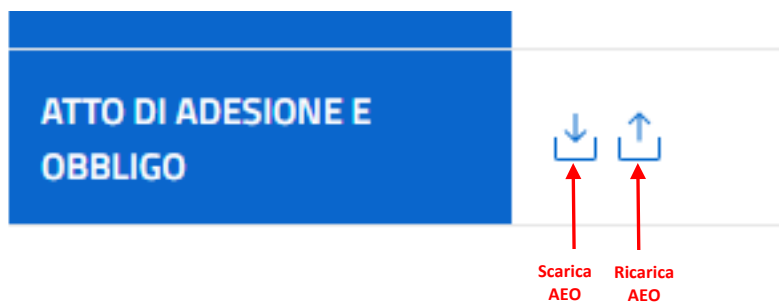 ATTO DI ADESIONE E
OBBLIGO
Scarica
AEO
Ricarica
AEO